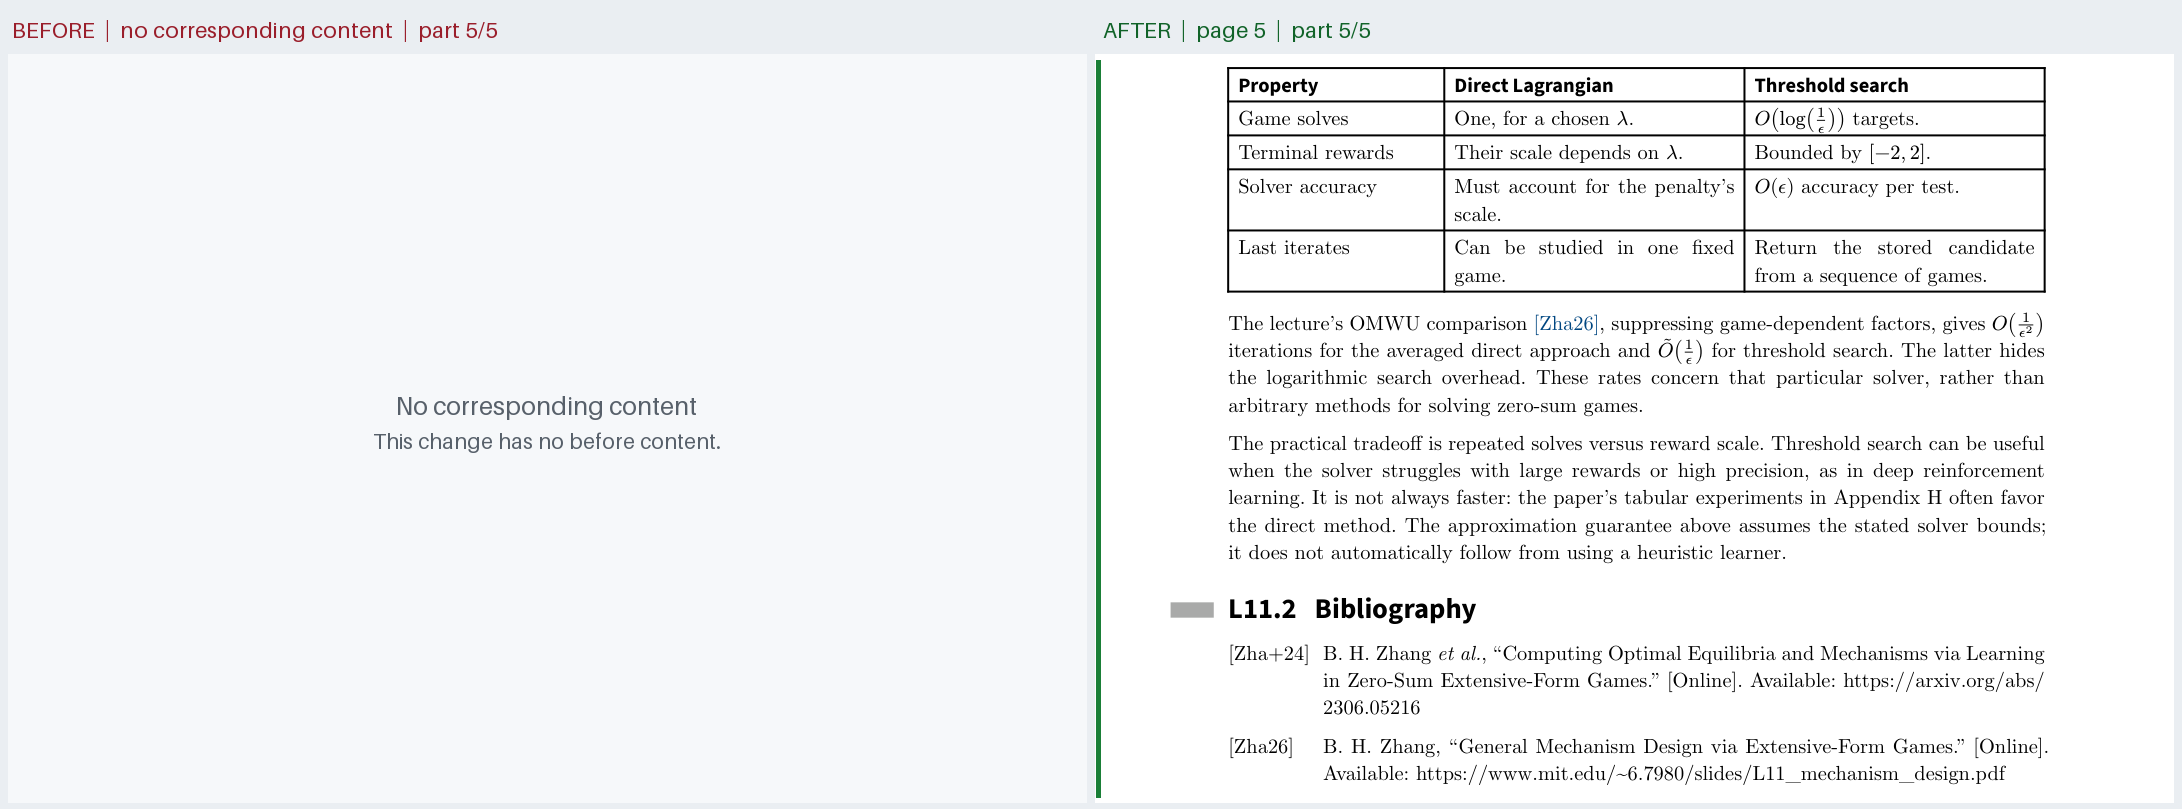 BEFORE | no corresponding content | part 5/5
No corresponding content
This change has no before content.
AFTER | page 5 | part 5/5
Property Direct Lagrangian Threshold search
Game solves One, for a chosen λ. O(log(1/ϵ)) targets.
Terminal rewards Their scale depends on λ. Bounded by [−2, 2].
Solver accuracy Must account for the penalty's scale. O(ϵ) accuracy per test.
Last iterates Can be studied in one fixed game. Return the stored candidate from a sequence of games.
The lecture's OMWU comparison [Zha26], suppressing game-dependent factors, gives O(1/ϵ²)
iterations for the averaged direct approach and Õ(1/ϵ) for threshold search. The latter hides
the logarithmic search overhead. These rates concern that particular solver, rather than
arbitrary methods for solving zero-sum games.
The practical tradeoff is repeated solves versus reward scale. Threshold search can be useful
when the solver struggles with large rewards or high precision, as in deep reinforcement
learning. It is not always faster: the paper's tabular experiments in Appendix H often favor
the direct method. The approximation guarantee above assumes the stated solver bounds;
it does not automatically follow from using a heuristic learner.
L11.2 Bibliography
[Zha+24] B. H. Zhang et al., “Computing Optimal Equilibria and Mechanisms via Learning
in Zero-Sum Extensive-Form Games.” [Online]. Available: https://arxiv.org/abs/
2306.05216
[Zha26] B. H. Zhang, “General Mechanism Design via Extensive-Form Games.” [Online].
Available: https://www.mit.edu/~6.7980/slides/L11_mechanism_design.pdf